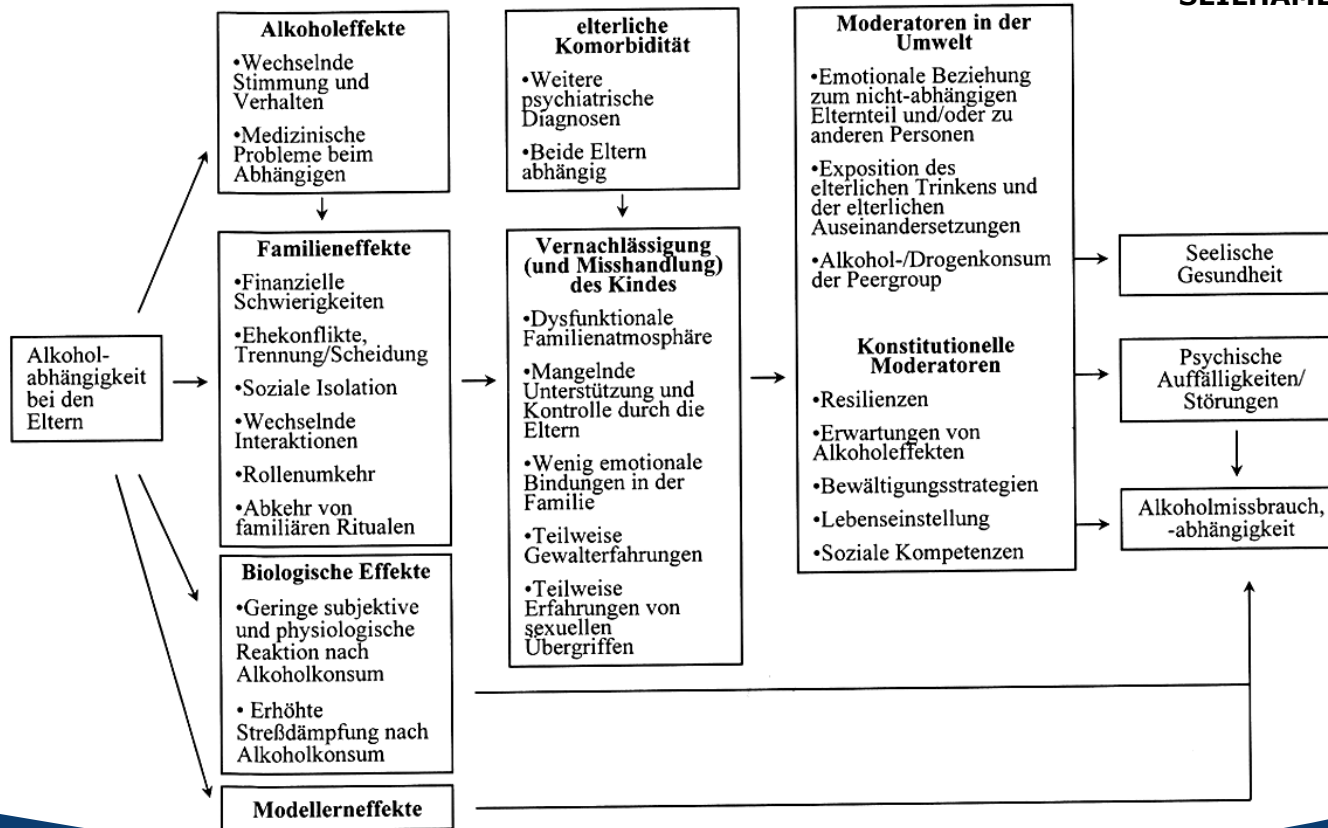 Alkoholeffekte
•Wechselnde
Stimmung und
Verhalten
•Medizinische
Probleme beim
Abhängigen
elterliche
Komorbidität
•Weitere
psychiatrische
Diagnosen
•Beide Eltern
abhängig
Moderatoren in der
Umwelt
•Emotionale Beziehung
zum nicht-abhängigen
Elternteil und/oder zu
anderen Personen
•Exposition des
elterlichen Trinkens und
der elterlichen
Auseinandersetzungen
•Alkohol-/Drogenkonsum
der Peergroup
Konstitutionelle
Moderatoren
•Resilienzen
•Erwartungen von
Alkoholeffekten
•Bewältigungsstrategien
•Lebenseinstellung
•Soziale Kompetenzen
Alkohol-
abhängigkeit
bei den
Eltern
Familieneffekte
•Finanzielle
Schwierigkeiten
•Ehekonflikte,
Trennung/Scheidung
•Soziale Isolation
•Wechselnde
Interaktionen
•Rollenumkehr
•Abkehr von
familiären Ritualen
Vernachlässigung
(und Misshandlung)
des Kindes
•Dysfunktionale
Familienatmosphäre
•Mangelnde
Unterstützung und
Kontrolle durch die
Eltern
•Wenig emotionale
Bindungen in der
Familie
•Teilweise
Gewalterfahrungen
•Teilweise
Erfahrungen von
sexuellen
Übergriffen
Seelische
Gesundheit
Psychische
Auffälligkeiten/
Störungen
Alkoholmissbrauch,
-abhängigkeit
Biologische Effekte
•Geringe subjektive
und physiologische
Reaktion nach
Alkoholkonsum
• Erhöhte
Streßdämpfung nach
Alkoholkonsum
Modellerneffekte